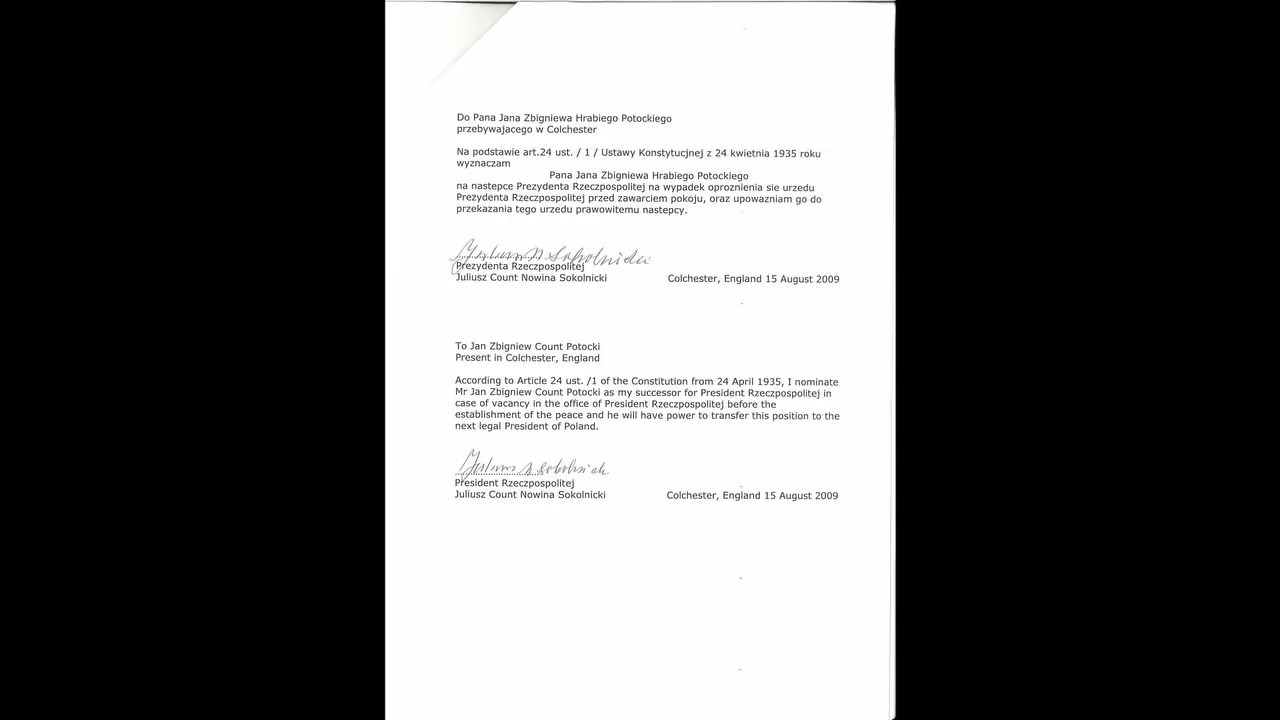 Do Pana Jana Zbigniewa Hrabiego Potockiego
przebywajacego w Colchester
Na podstawie art.24 ust. / 1 / Ustawy Konstytucjnej z 24 kwietnia 1935 roku
wyznaczam
Pana Jana Zbigniewa Hrabiego Potockiego
na nastepce Prezydenta Rzeczpospolitej na wypadek oproznienia sie urzedu
Prezydenta Rzeczpospolitej przed zawarciem pokoju, oraz upowazniam go do
przekazania tego urzedu prawowitemu nastepcy.
Prezydenta Rzeczpospolitej
Juliusz Count Nowina Sokolnicki Colchester, England 15 August 2009
To Jan Zbigniew Count Potocki
Present in Colchester, England
According to Article 24 ust. /1 of the Constitution from 24 April 1935, I nominate
Mr Jan Zbigniew Count Potocki as my successor for President Rzeczpospolitej in
case of vacancy in the office of President Rzeczpospolitej before the
establishment of the peace and he will have power to transfer this position to the
next legal President of Poland.
President Rzeczpospolitej
Juliusz Count Nowina Sokolnicki Colchester, England 15 August 2009